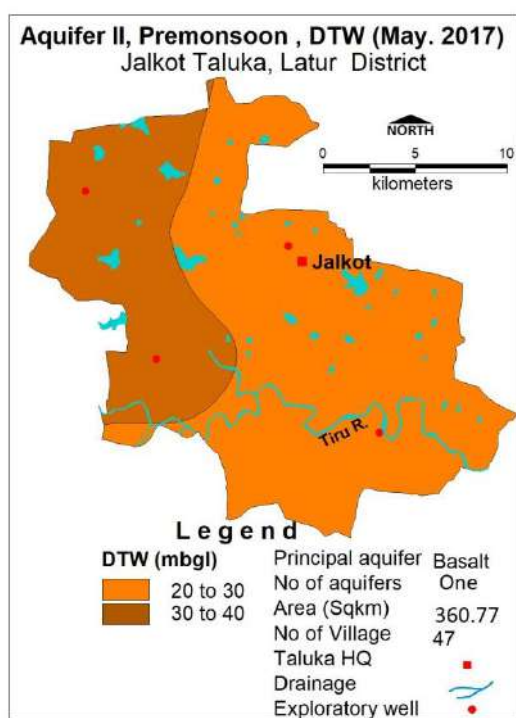 Aquifer II, Premonsoon , DTW (May. 2017)
Jalkot Taluka, Latur District
NORTH
0 5 10
kilometers
Jalkot
Tiru R.
Legend
DTW (mbgl)
20 to 30
30 to 40
Principal aquifer Basalt
No of aquifers One
Area (Sqkm) 360.77
No of Village 47
Taluka HQ
Drainage
Exploratory well